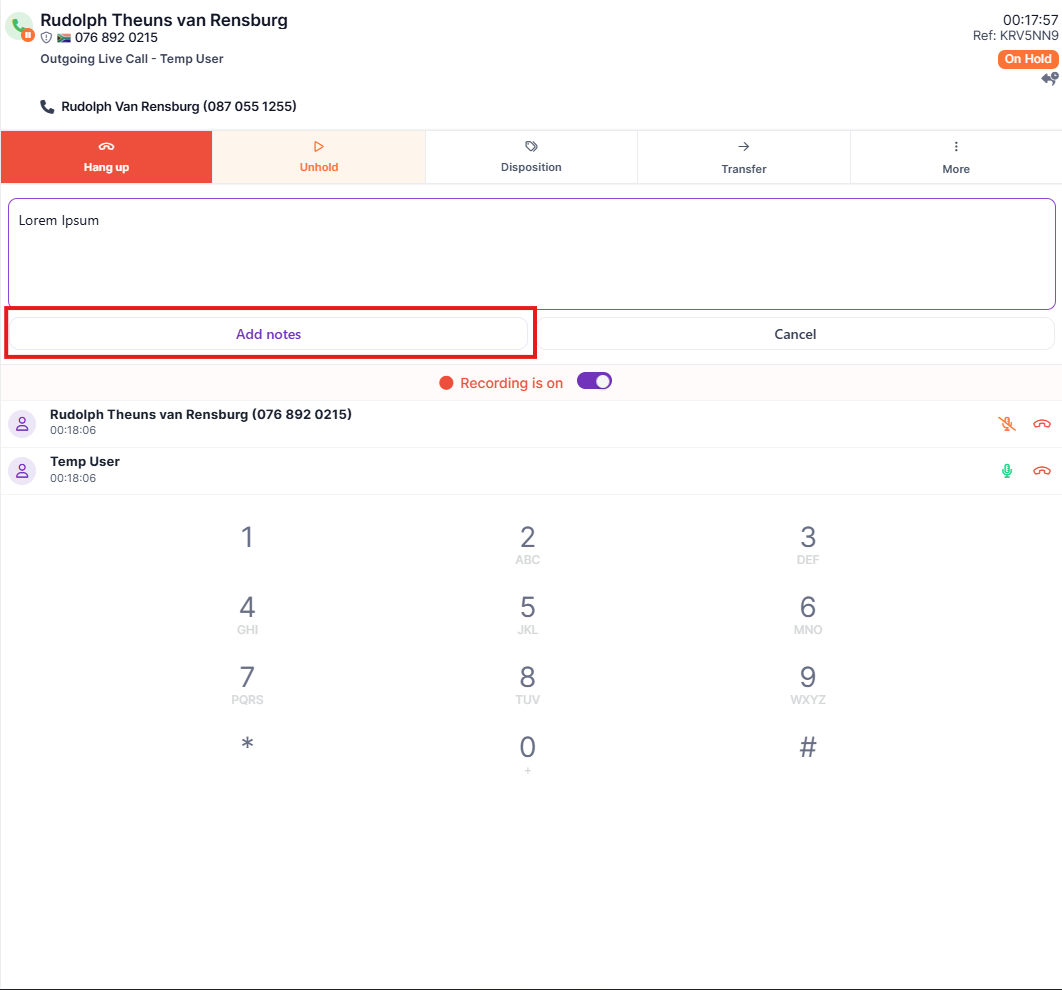 Rudolph Theuns van Rensburg
00:17:57
076 892 0215
Ref: KRV5NN9
Outgoing Live Call - Temp User
On Hold
Rudolph Van Rensburg (087 055 1255)
Hang up
Unhold
Disposition
Transfer
More
Lorem Ipsum
Add notes
Cancel
Recording is on
Rudolph Theuns van Rensburg (076 892 0215)
00:18:06
Temp User
00:18:06
1
2
3
ABC
DEF
4
5
6
GHI
JKL
MNO
7
8
9
PQRS
TUV
WXYZ
*
0
#
+